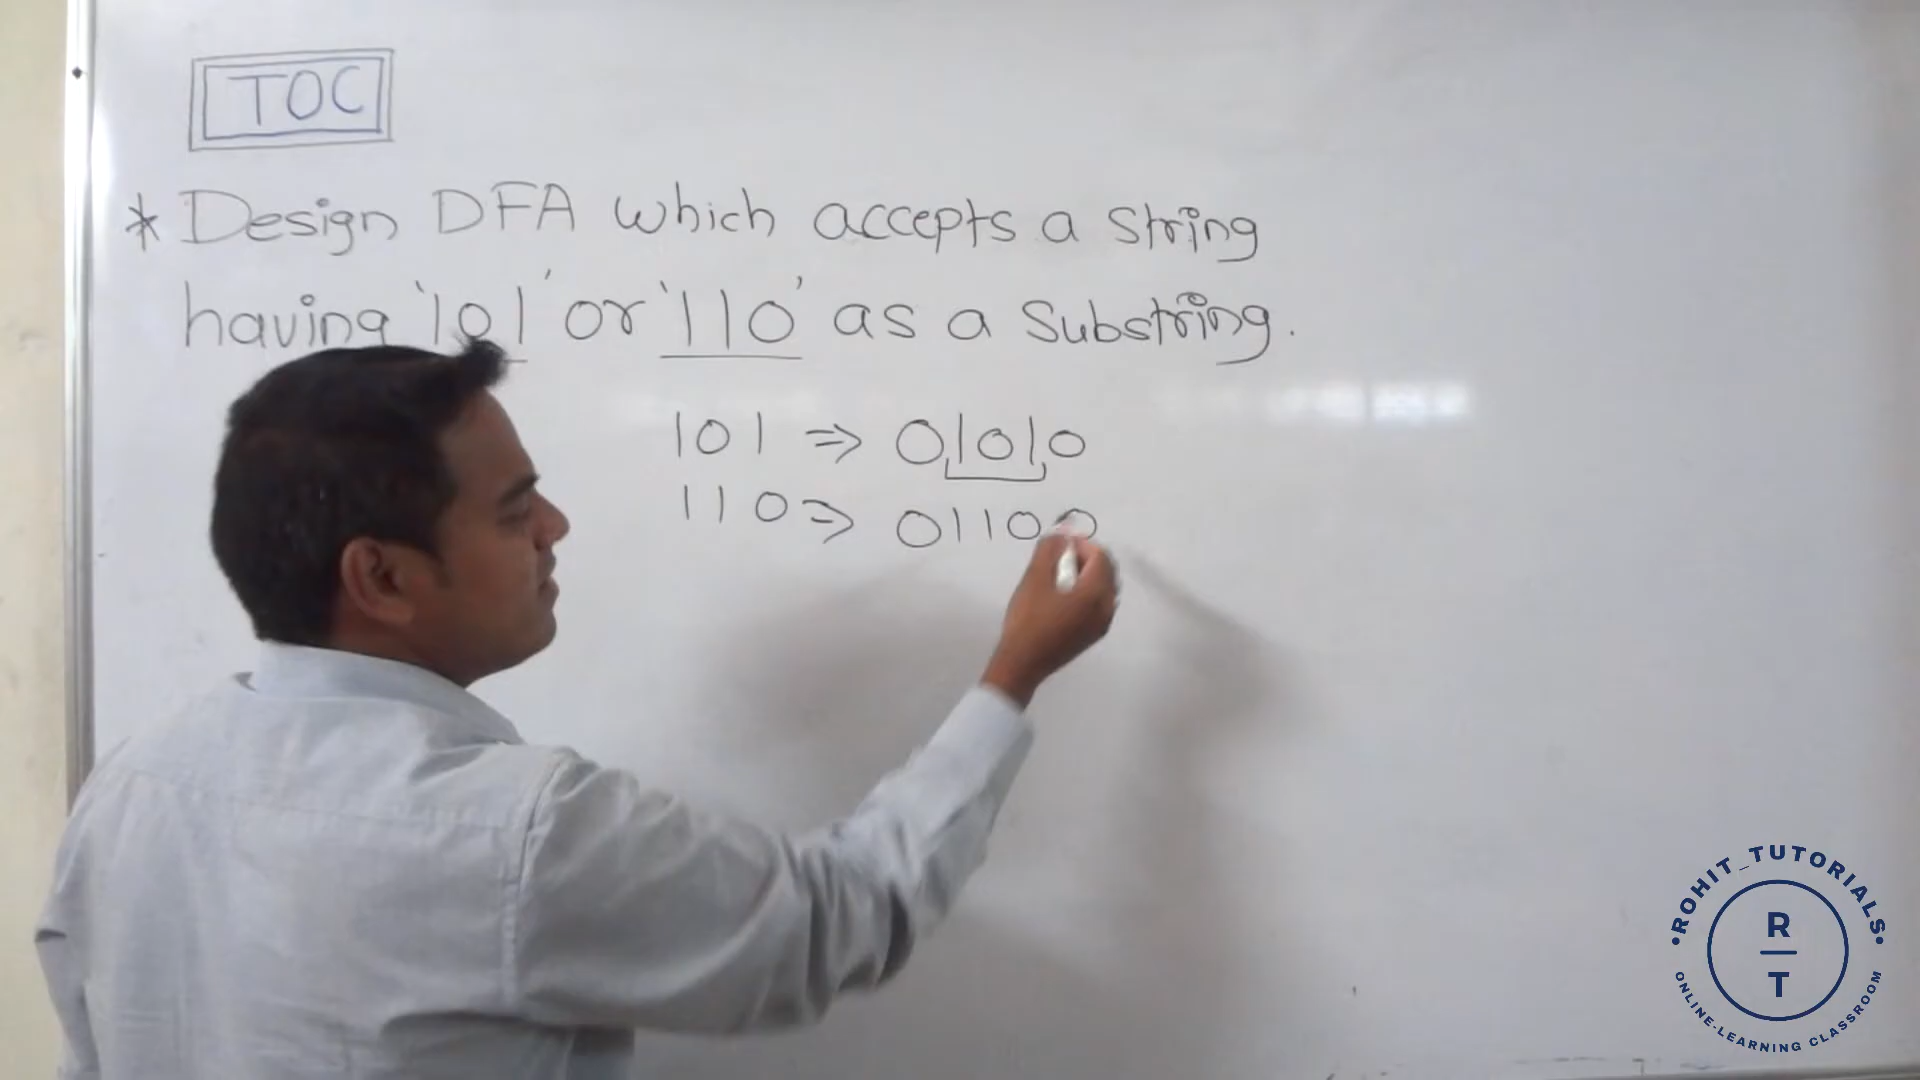 TOC
* Design DFA which accepts a string
having '101' or '110' as a substring.
101 ⇒ 01010
110 ⇒ 01100
•ROHIT_TUTORIALS•
R
T
ONLINE-LEARNING CLASSROOM